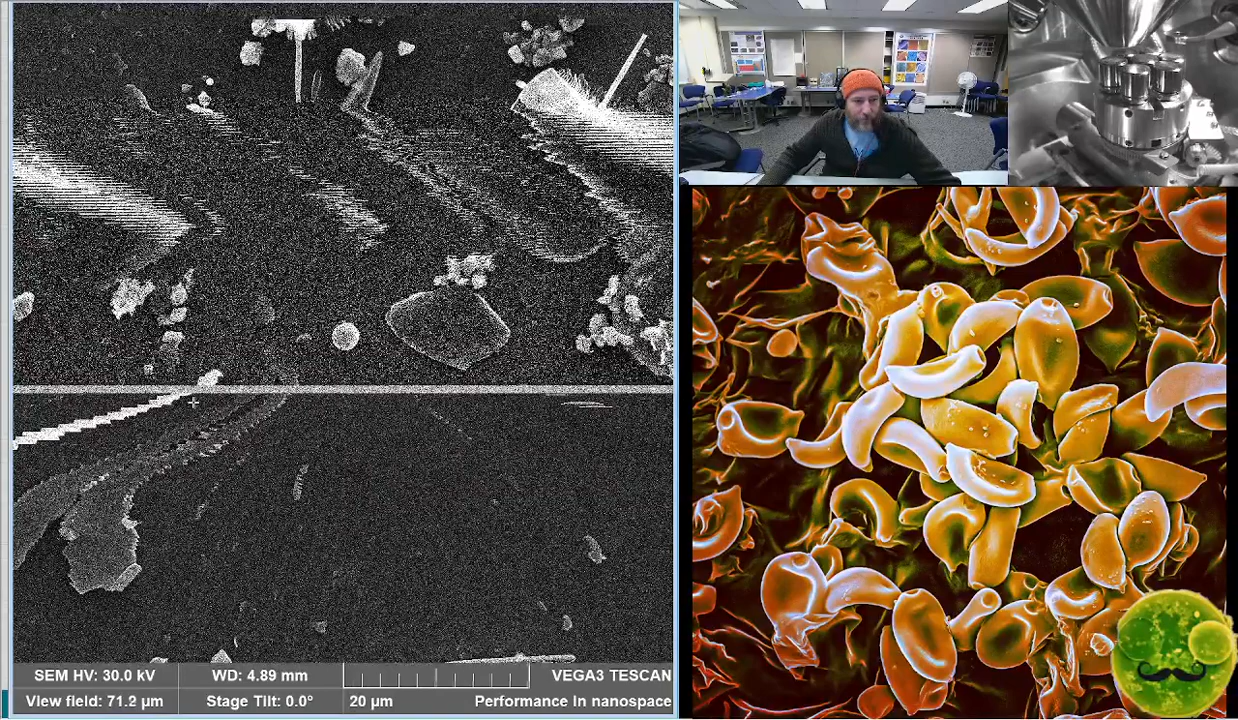 SEM HV: 30.0 kV
WD: 4.89 mm
VEGA3 TESCAN
View field: 71.2 µm
Stage Tilt: 0.0°
20 µm
Performance in nanospace